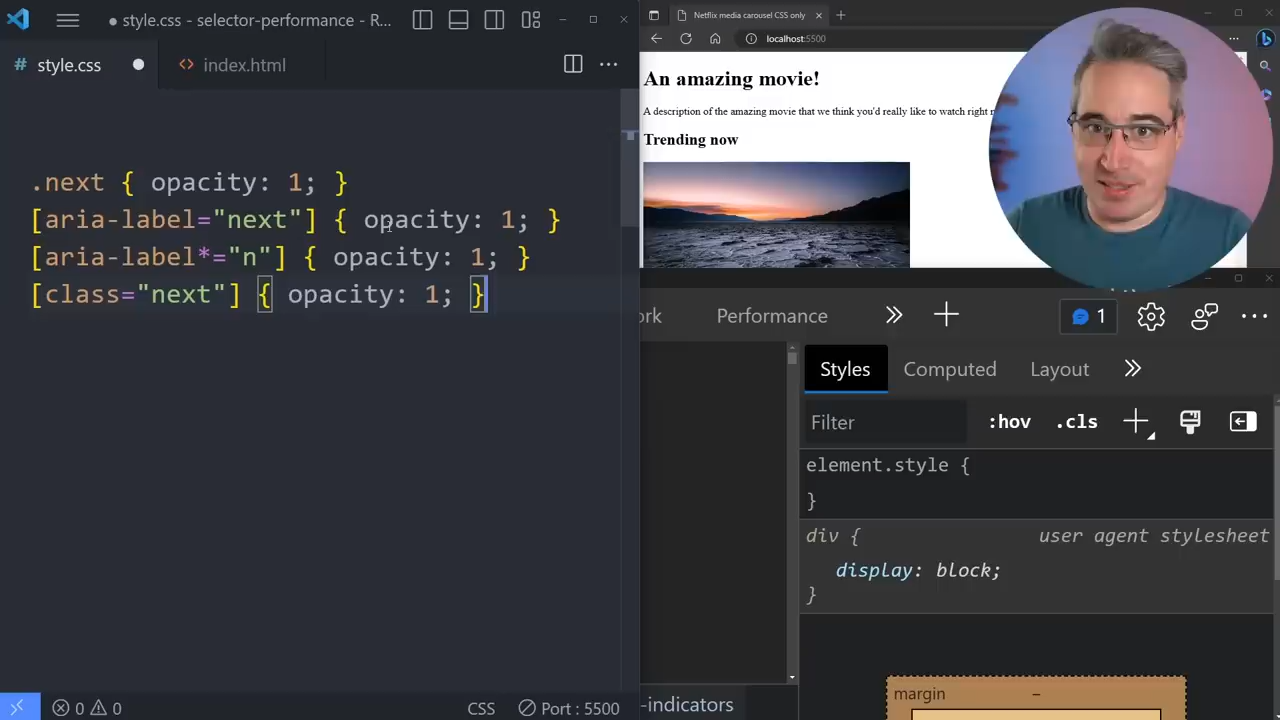 style.css - selector-performance - R...
# style.css
<> index.html
...
.next { opacity: 1; }
[aria-label="next"] { opacity: 1; }
[aria-label*="n"] { opacity: 1; }
[class="next"] { opacity: 1; }
0 0
CSS
Port : 5500
Netflix media carousel CSS only
localhost:5500
An amazing movie!
A description of the amazing movie that we think you'd really like to watch right
Trending now
rk
Performance
1
Styles
Computed
Layout
Filter
:hov
.cls
element.style {
}
div {
user agent stylesheet
display: block;
}
margin
–
-indicators